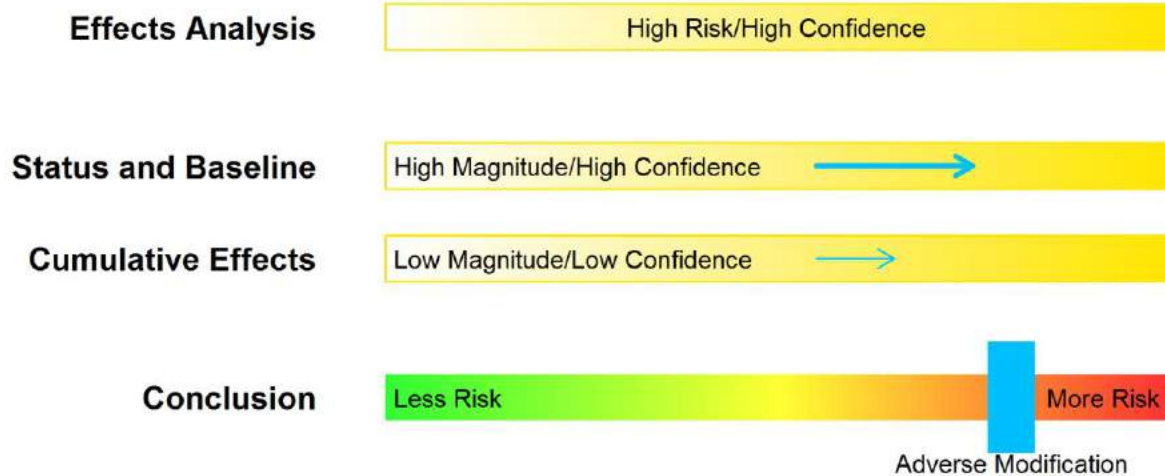 Effects Analysis
High Risk/High Confidence
Status and Baseline
High Magnitude/High Confidence
Cumulative Effects
Low Magnitude/Low Confidence
Conclusion
Less Risk
More Risk
Adverse Modification